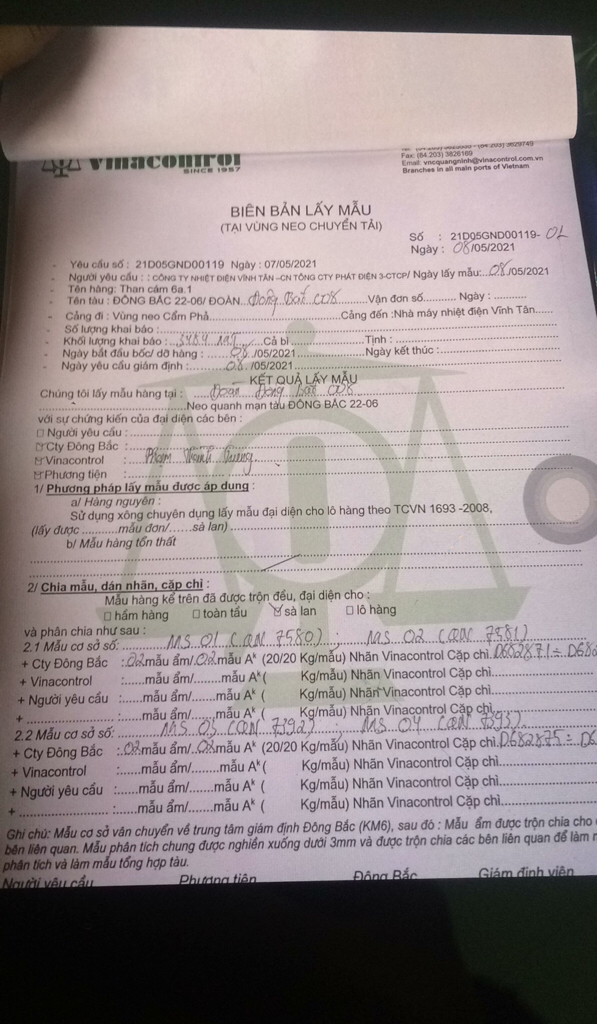 vinacontrol
SINCE 1957
Fax: (84.203) 3826169
Email: vncquangninh@vinacontrol.com.vn
Branches in all main ports of Vietnam
BIÊN BẢN LẤY MẪU
(TẠI VÙNG NEO CHUYỂN TẢI)
Số : 21D05GND00119-01
Ngày : 08/05/2021
- Yêu cầu số : 21D05GND00119 Ngày : 07/05/2021
- Người yêu cầu : : CÔNG TY NHIỆT ĐIỆN VĨNH TÂN -CN TỔNG CTY PHÁT ĐIỆN 3-CTCP/ Ngày lấy mẫu: 08/05/2021
- Tên hàng: Than cám 6a.1
- Tên tàu : ĐÔNG BẮC 22-06/ ĐOÀN Đông Bắc Vận đơn số.......... Ngày : ..........
- Cảng đi : Vùng neo Cẩm Phả Cảng đến :Nhà máy nhiệt điện Vĩnh Tân
- Số lượng khai báo :
- Khối lượng khai báo : Cả bì Tịnh :
- Ngày bắt đầu bốc/ dỡ hàng : 08 /05/2021 Ngày kết thúc :
- Ngày yêu cầu giám định : 08 /05/2021
KẾT QUẢ LẤY MẪU
Chúng tôi lấy mẫu hàng tại : Đoàn Đông Bắc
Neo quanh mạn tàu ĐÔNG BẮC 22-06
với sự chứng kiến của đại diện các bên :
Người yêu cầu :
Cty Đông Bắc :
Vinacontrol : Phạm
Phương tiện :
1/ Phương pháp lấy mẫu được áp dụng :
a/ Hàng nguyên :
Sử dụng xông chuyên dụng lấy mẫu đại diện cho lô hàng theo TCVN 1693 -2008,
(lấy được ..........mẫu đơn/......sà lan)
b/ Mẫu hàng tổn thất
2/ Chia mẫu, dán nhãn, cặp chì :
Mẫu hàng kể trên đã được trộn đều, đại diện cho :
hầm hàng toàn tẩu sà lan lô hàng
và phân chia như sau :
2.1 Mẫu cơ sở số: MS 01 (QN 7580) ; MS 02 (QN 7581)
+ Cty Đông Bắc : 02 mẫu ẩm/ 02 mẫu Aᵏ (20/20 Kg/mẫu) Nhãn Vinacontrol Cặp chì D682871 ÷ D682
+ Vinacontrol :......mẫu ẩm/.......mẫu Aᵏ ( Kg/mẫu) Nhãn Vinacontrol Cặp chì
+ Người yêu cầu :......mẫu ẩm/.......mẫu Aᵏ ( Kg/mẫu) Nhãn Vinacontrol Cặp chì
+ :......mẫu ẩm/.......mẫu Aᵏ ( Kg/mẫu) Nhãn Vinacontrol Cặp chì
2.2 Mẫu cơ sở số: MS 03 (QN 7392) ; MS 04 (QN 7393)
+ Cty Đông Bắc : 02 mẫu ẩm/ 02 mẫu Aᵏ (20/20 Kg/mẫu) Nhãn Vinacontrol Cặp chì D682875 ÷ D6
+ Vinacontrol :......mẫu ẩm/.......mẫu Aᵏ ( Kg/mẫu) Nhãn Vinacontrol Cặp chì
+ Người yêu cầu :......mẫu ẩm/.......mẫu Aᵏ ( Kg/mẫu) Nhãn Vinacontrol Cặp chì
+ :......mẫu ẩm/.......mẫu Aᵏ ( Kg/mẫu) Nhãn Vinacontrol Cặp chì
Ghi chú: Mẫu cơ sở vận chuyển về trung tâm giám định Đông Bắc (KM6), sau đó : Mẫu ẩm được trộn chia cho
bên liên quan. Mẫu phân tích chung được nghiền xuống dưới 3mm và được trộn chia các bên liên quan để làm
phân tích và làm mẫu tổng hợp tàu.
Người yêu cầu Phương tiện Đông Bắc Giám định viên